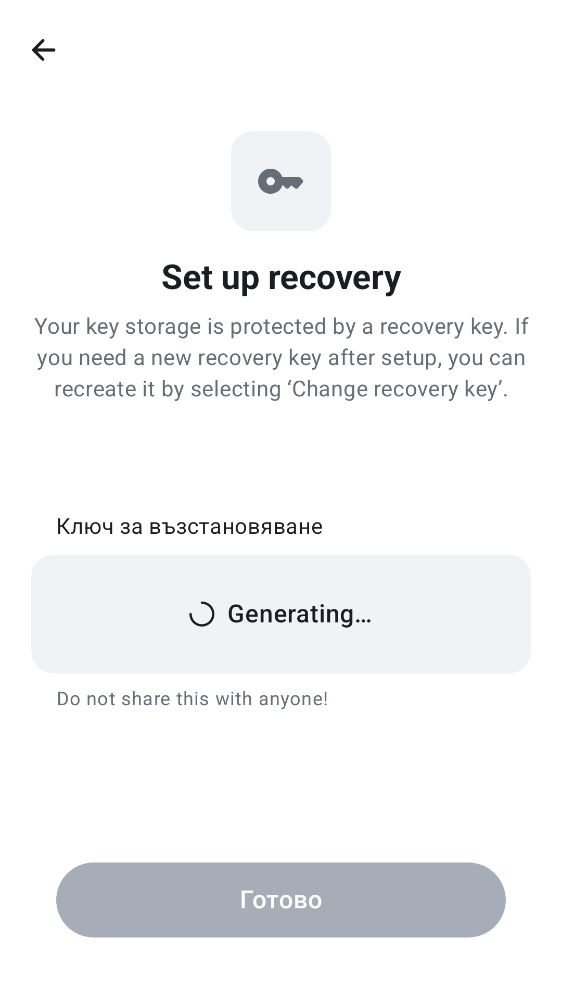 Set up recovery
Your key storage is protected by a recovery key. If
you need a new recovery key after setup, you can
recreate it by selecting ‘Change recovery key’.
Ключ за възстановяване
Generating…
Do not share this with anyone!
Готово